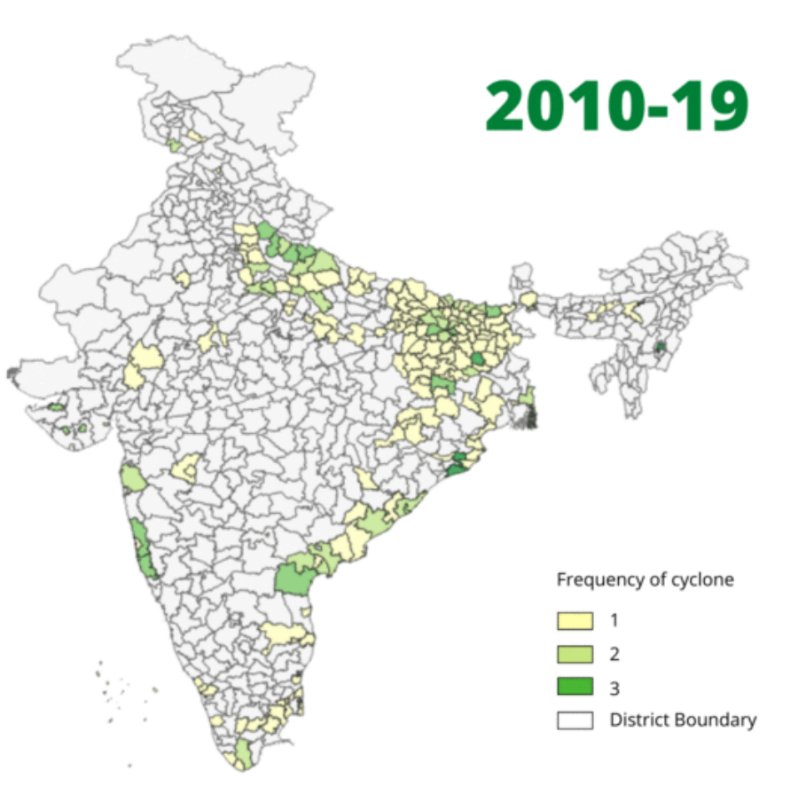 2010-19
Frequency of cyclone
1
2
3
District Boundary